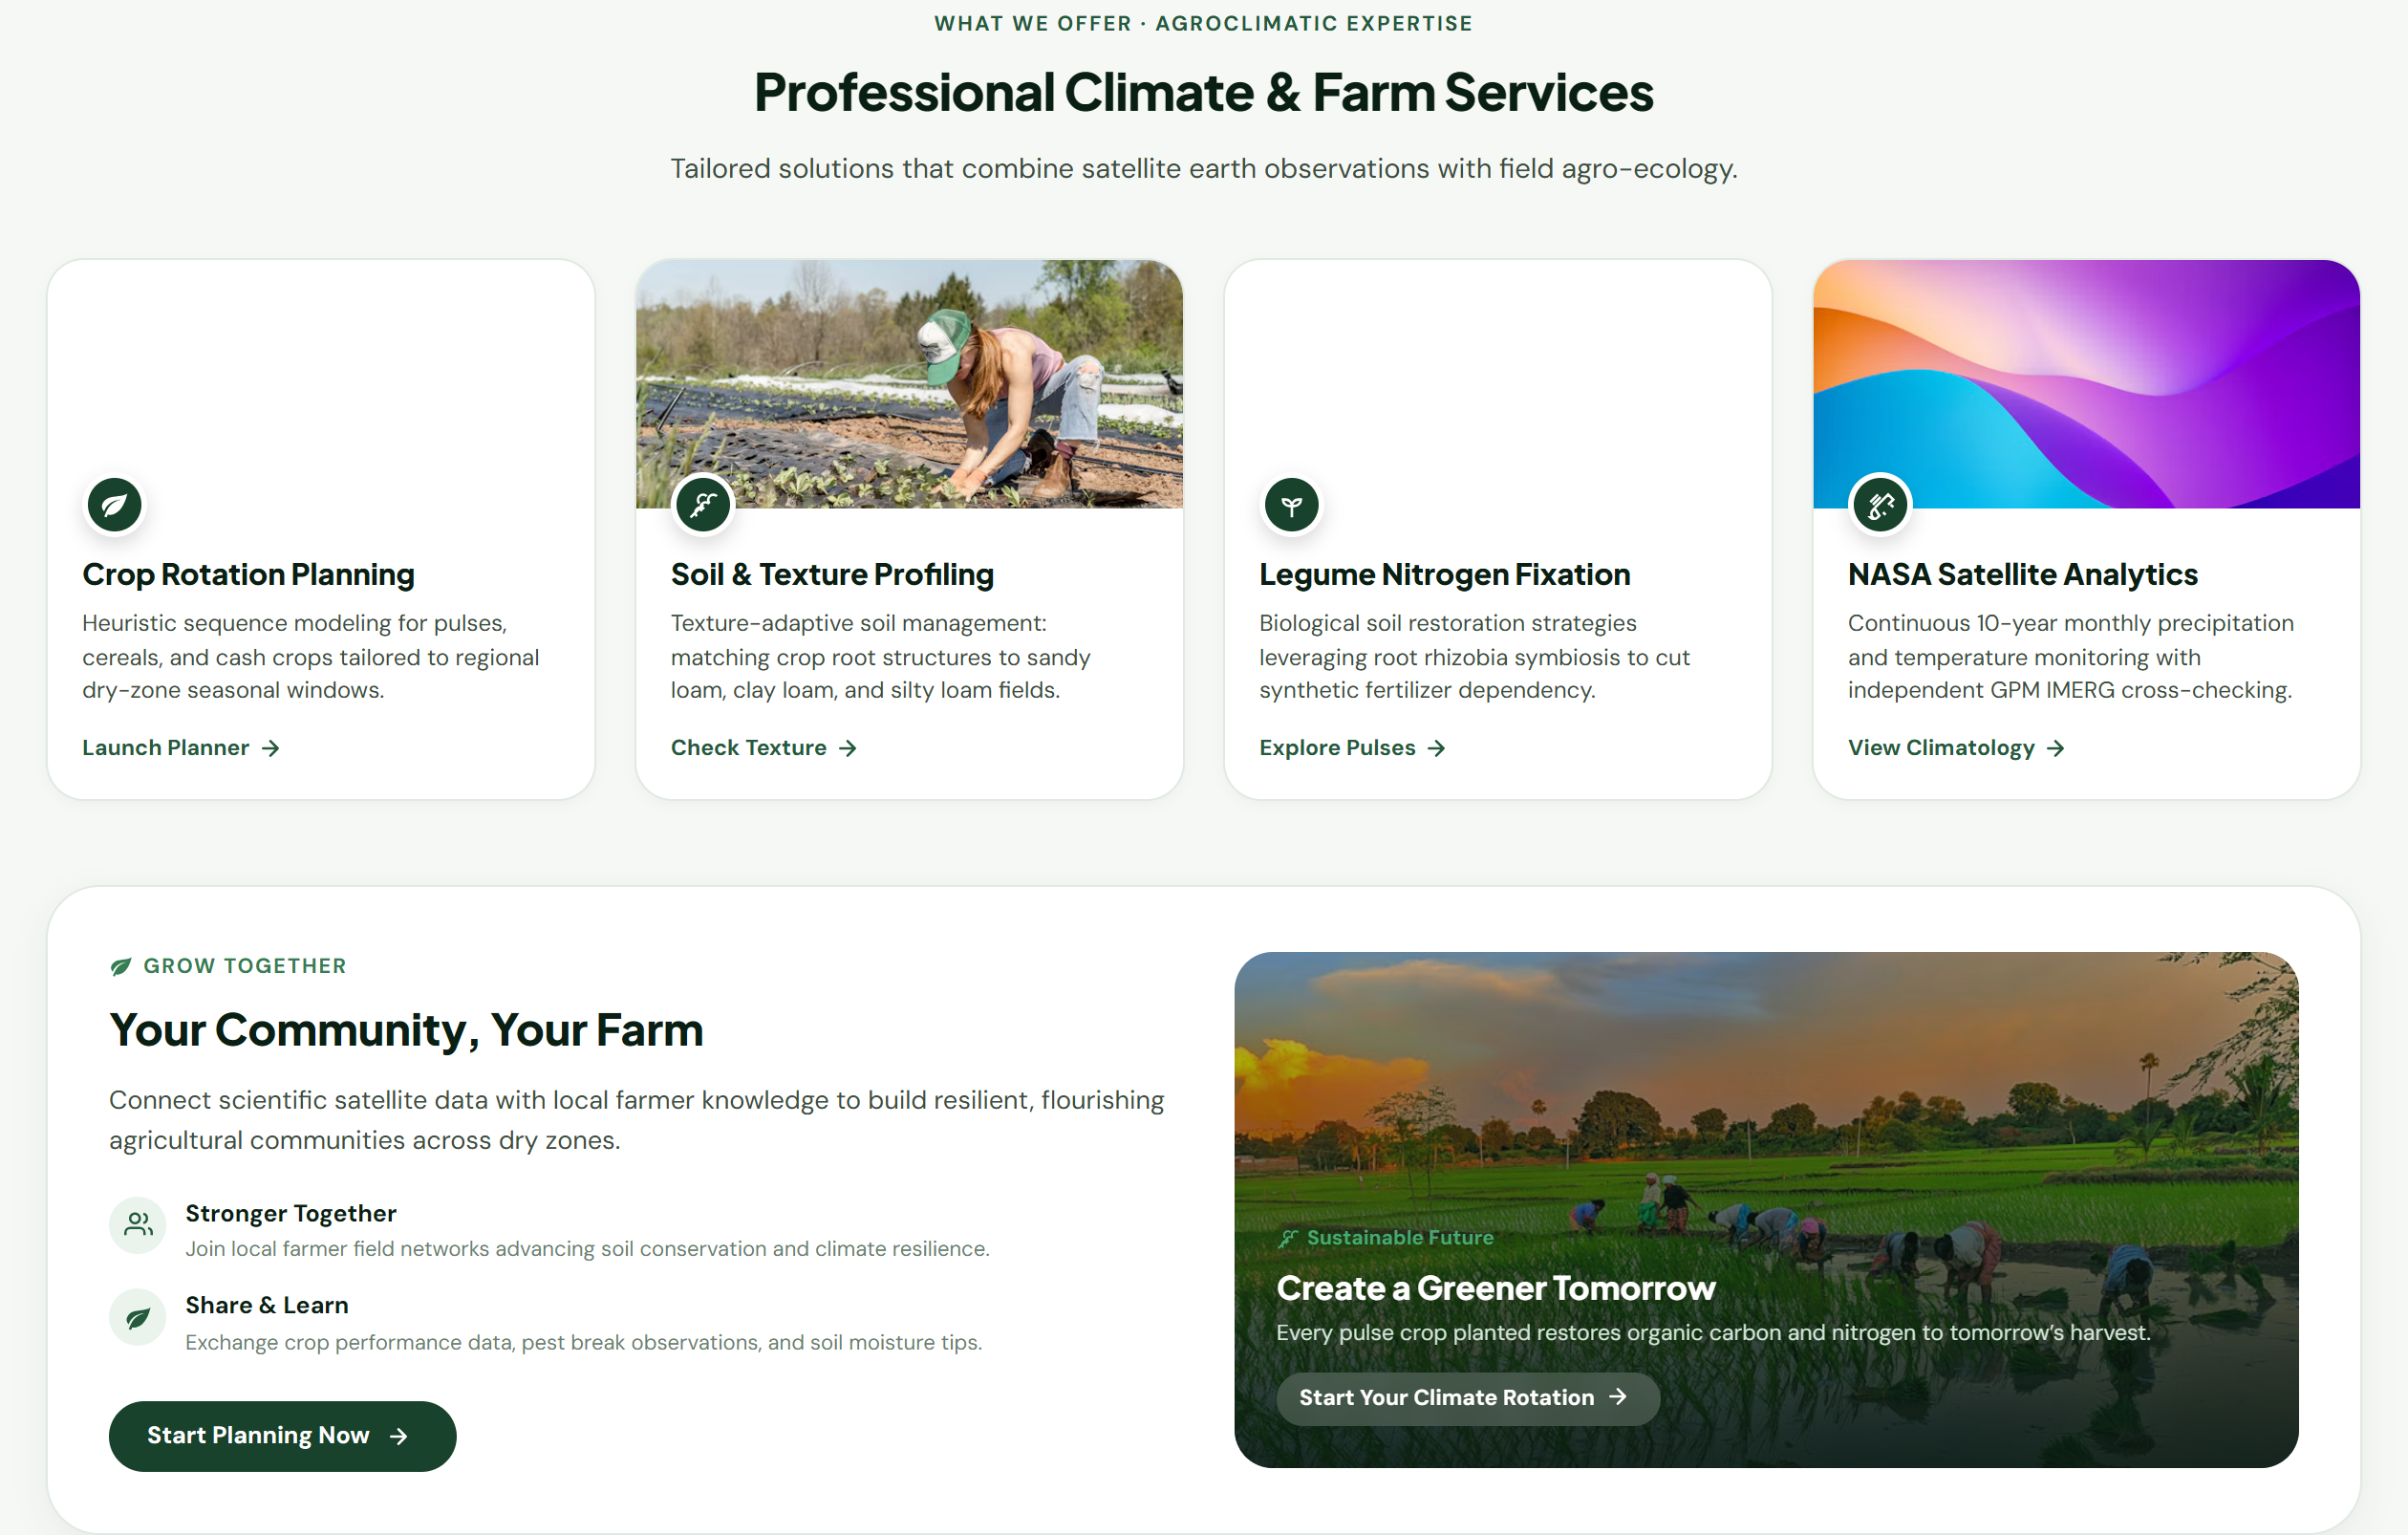 WHAT WE OFFER · AGROCLIMATIC EXPERTISE
Professional Climate & Farm Services
Tailored solutions that combine satellite earth observations with field agro-ecology.
Crop Rotation Planning
Heuristic sequence modeling for pulses,
cereals, and cash crops tailored to regional
dry-zone seasonal windows.
Launch Planner →
Soil & Texture Profiling
Texture-adaptive soil management:
matching crop root structures to sandy
loam, clay loam, and silty loam fields.
Check Texture →
Legume Nitrogen Fixation
Biological soil restoration strategies
leveraging root rhizobia symbiosis to cut
synthetic fertilizer dependency.
Explore Pulses →
NASA Satellite Analytics
Continuous 10-year monthly precipitation
and temperature monitoring with
independent GPM IMERG cross-checking.
View Climatology →
GROW TOGETHER
Your Community, Your Farm
Connect scientific satellite data with local farmer knowledge to build resilient, flourishing
agricultural communities across dry zones.
Stronger Together
Join local farmer field networks advancing soil conservation and climate resilience.
Share & Learn
Exchange crop performance data, pest break observations, and soil moisture tips.
Start Planning Now →
Sustainable Future
Create a Greener Tomorrow
Every pulse crop planted restores organic carbon and nitrogen to tomorrow’s harvest.
Start Your Climate Rotation →